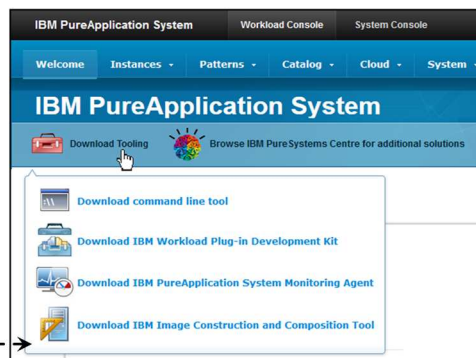 IBM PureApplication System Workload Console System Console
Welcome Instances Patterns Catalog Cloud System
IBM PureApplication System
Download Tooling Browse IBM PureSystems Centre for additional solutions
Download command line tool
Download IBM Workload Plug-in Development Kit
Download IBM PureApplication System Monitoring Agent
Download IBM Image Construction and Composition Tool